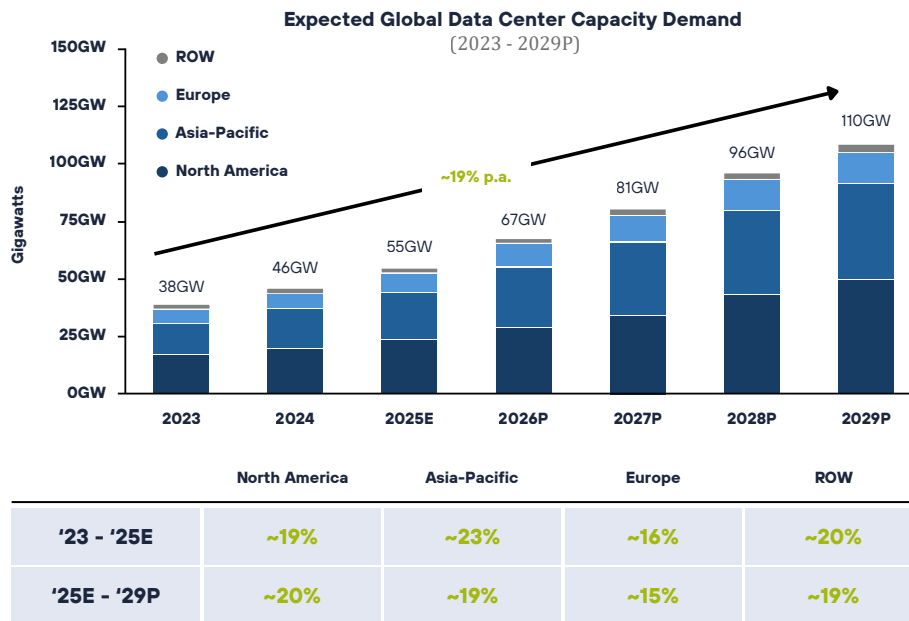 Expected Global Data Center Capacity Demand
(2023 - 2029P)
150GW
125GW
100GW
75GW
50GW
25GW
0GW
Gigawatts
ROW
Europe
Asia-Pacific
North America
~19% p.a.
38GW
46GW
55GW
67GW
81GW
96GW
110GW
2023 2024 2025E 2026P 2027P 2028P 2029P
North America Asia-Pacific Europe ROW
‘23 - ‘25E ~19% ~23% ~16% ~20%
‘25E - ‘29P ~20% ~19% ~15% ~19%